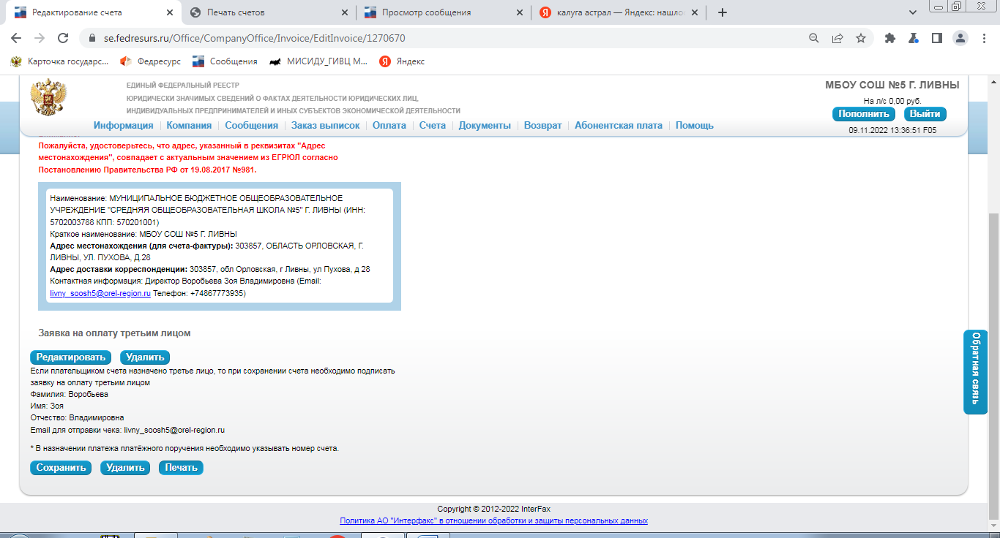 Редактирование счета
Печать счетов
Просмотр сообщения
калуга астрал — Яндекс: нашло
se.fedresurs.ru/Office/CompanyOffice/Invoice/EditInvoice/1270670
Карточка государс...
Федресурс
Сообщения
МИСИДУ_ГИВЦ М...
Яндекс
ЕДИНЫЙ ФЕДЕРАЛЬНЫЙ РЕЕСТР
ЮРИДИЧЕСКИ ЗНАЧИМЫХ СВЕДЕНИЙ О ФАКТАХ ДЕЯТЕЛЬНОСТИ ЮРИДИЧЕСКИХ ЛИЦ,
ИНДИВИДУАЛЬНЫХ ПРЕДПРИНИМАТЕЛЕЙ И ИНЫХ СУБЪЕКТОВ ЭКОНОМИЧЕСКОЙ ДЕЯТЕЛЬНОСТИ
МБОУ СОШ №5 Г. ЛИВНЫ
На л/с 0,00 руб.
Пополнить Выйти
09.11.2022 13:36:51 F05
Информация Компания Сообщения Заказ выписок Оплата Счета Документы Возврат Абонентская плата Помощь
Пожалуйста, удостоверьтесь, что адрес, указанный в реквизитах "Адрес
местонахождения", совпадает с актуальным значением из ЕГРЮЛ согласно
Постановлению Правительства РФ от 19.08.2017 №981.
Наименование: МУНИЦИПАЛЬНОЕ БЮДЖЕТНОЕ ОБЩЕОБРАЗОВАТЕЛЬНОЕ
УЧРЕЖДЕНИЕ "СРЕДНЯЯ ОБЩЕОБРАЗОВАТЕЛЬНАЯ ШКОЛА №5" Г. ЛИВНЫ (ИНН:
5702003788 КПП: 570201001)
Краткое наименование: МБОУ СОШ №5 Г. ЛИВНЫ
Адрес местонахождения (для счета-фактуры): 303857, ОБЛАСТЬ ОРЛОВСКАЯ, Г.
ЛИВНЫ, УЛ. ПУХОВА, Д.28
Адрес доставки корреспонденции: 303857, обл Орловская, г Ливны, ул Пухова, д 28
Контактная информация: Директор Воробьева Зоя Владимировна (Email:
livny_soosh5@orel-region.ru Телефон: +74867773935)
Заявка на оплату третьим лицом
Редактировать Удалить
Если плательщиком счета назначено третье лицо, то при сохранении счета необходимо подписать
заявку на оплату третьим лицом
Фамилия: Воробьева
Имя: Зоя
Отчество: Владимировна
Email для отправки чека: livny_soosh5@orel-region.ru
* В назначении платежа платёжного поручения необходимо указывать номер счета.
Сохранить Удалить Печать
Обратная связь
Copyright © 2012-2022 InterFax
Политика АО "Интерфакс" в отношении обработки и защиты персональных данных